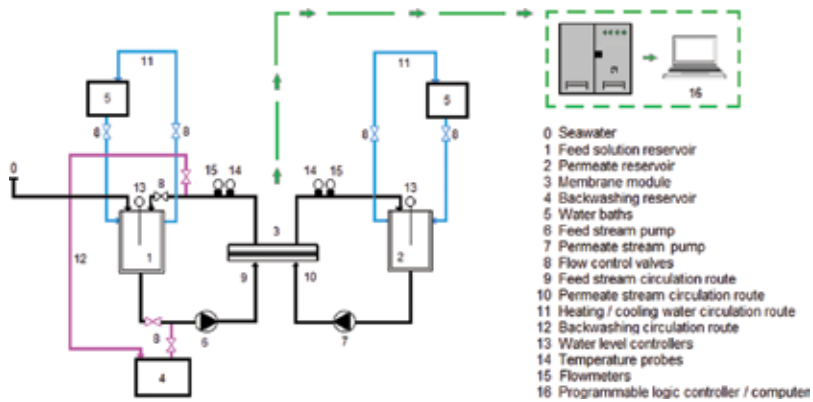 11
11
5
5
16
8
8
8
8
0
8
15
14
14
15
13
13
3
1
2
12
9
10
8
6
7
4
0 Seawater
1 Feed solution reservoir
2 Permeate reservoir
3 Membrane module
4 Backwashing reservoir
5 Water baths
6 Feed stream pump
7 Permeate stream pump
8 Flow control valves
9 Feed stream circulation route
10 Permeate stream circulation route
11 Heating / cooling water circulation route
12 Backwashing circulation route
13 Water level controllers
14 Temperature probes
15 Flowmeters
16 Programmable logic controller / computer